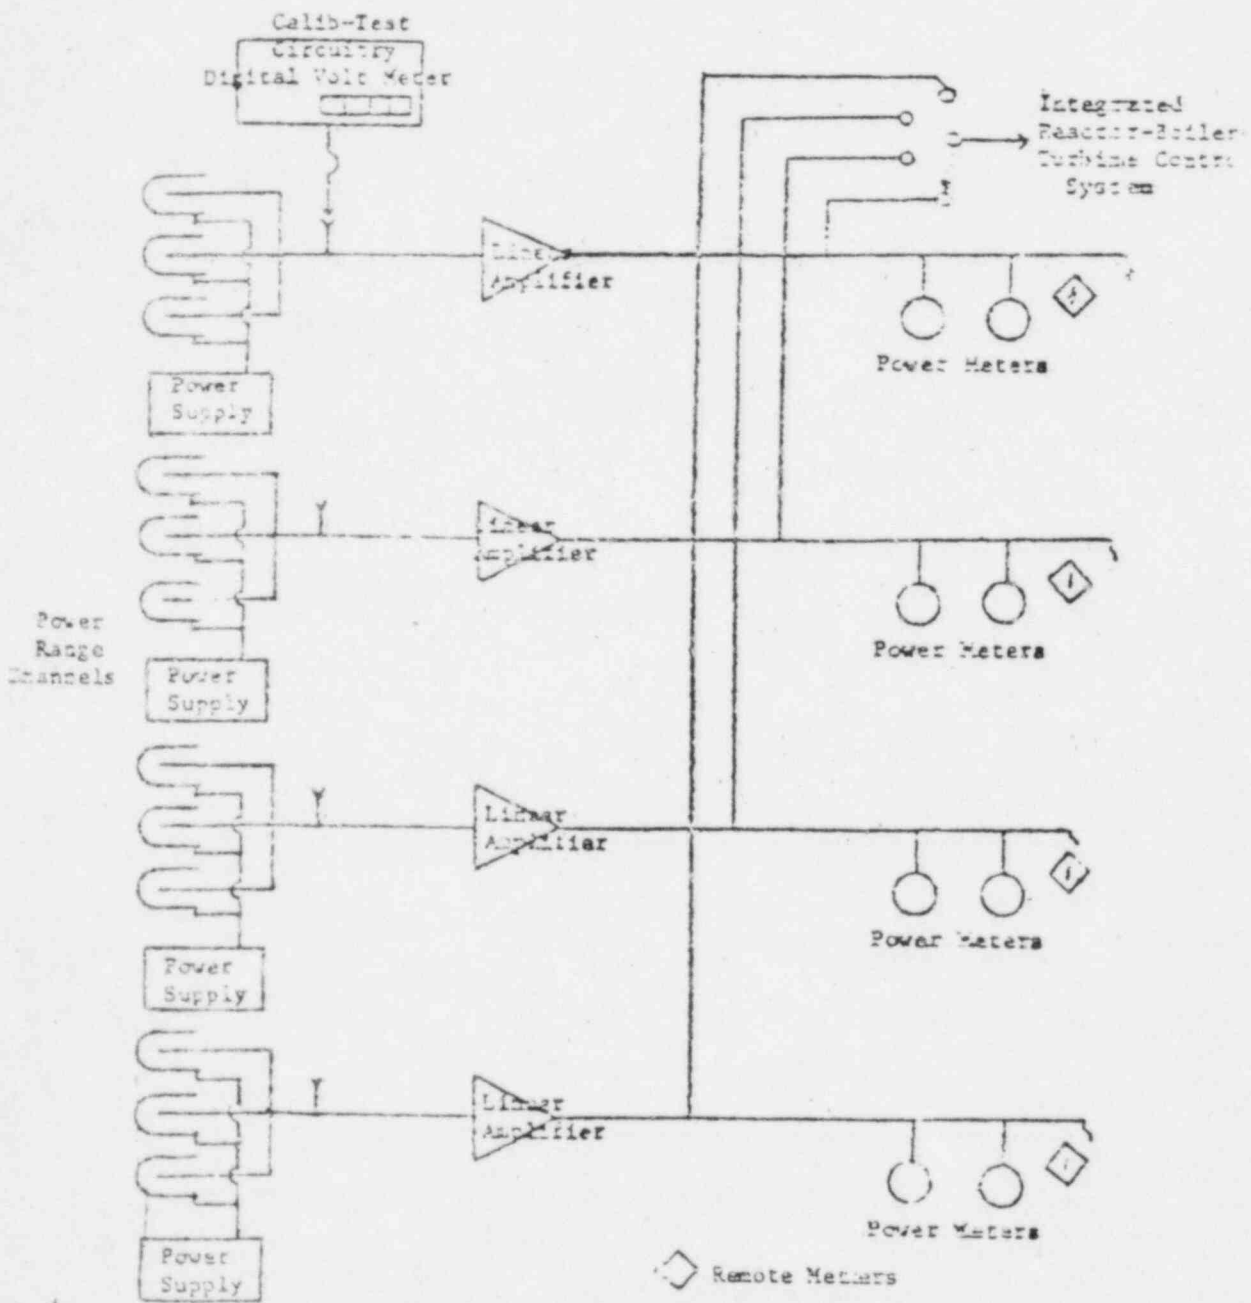 Calib-Test
Circuitry
Digital Volt Meter
Integrated
Reactor-Boiler
Turbine Contr
System
Linear
Amplifier
Power Meters
Power
Supply
Linear
Amplifier
Power Meters
Power
Range
Channels
Power
Supply
Linear
Amplifier
Power Meters
Power
Supply
Linear
Amplifier
Power Meters
Power
Supply
Remote Meters